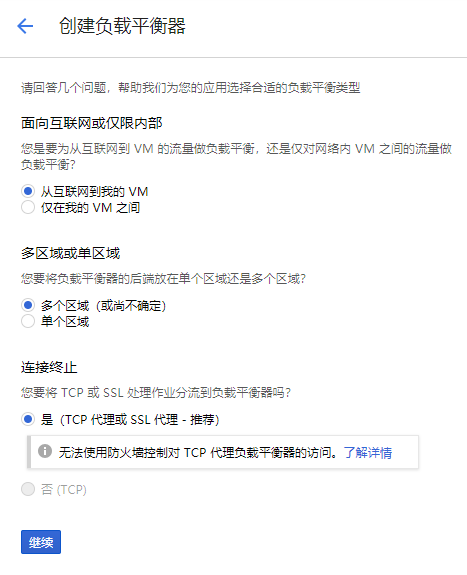 创建负载平衡器
请回答几个问题，帮助我们为您的应用选择合适的负载平衡类型
面向互联网或仅限内部
您是要为从互联网到 VM 的流量做负载平衡，还是仅对网络内 VM 之间的流量做
负载平衡？
从互联网到我的 VM
仅在我的 VM 之间
多区域或单区域
您要将负载平衡器的后端放在单个区域还是多个区域？
多个区域（或尚不确定）
单个区域
连接终止
您要将 TCP 或 SSL 处理作业分流到负载平衡器吗？
是（TCP 代理或 SSL 代理 - 推荐）
无法使用防火墙控制对 TCP 代理负载平衡器的访问。了解详情
否 (TCP)
继续